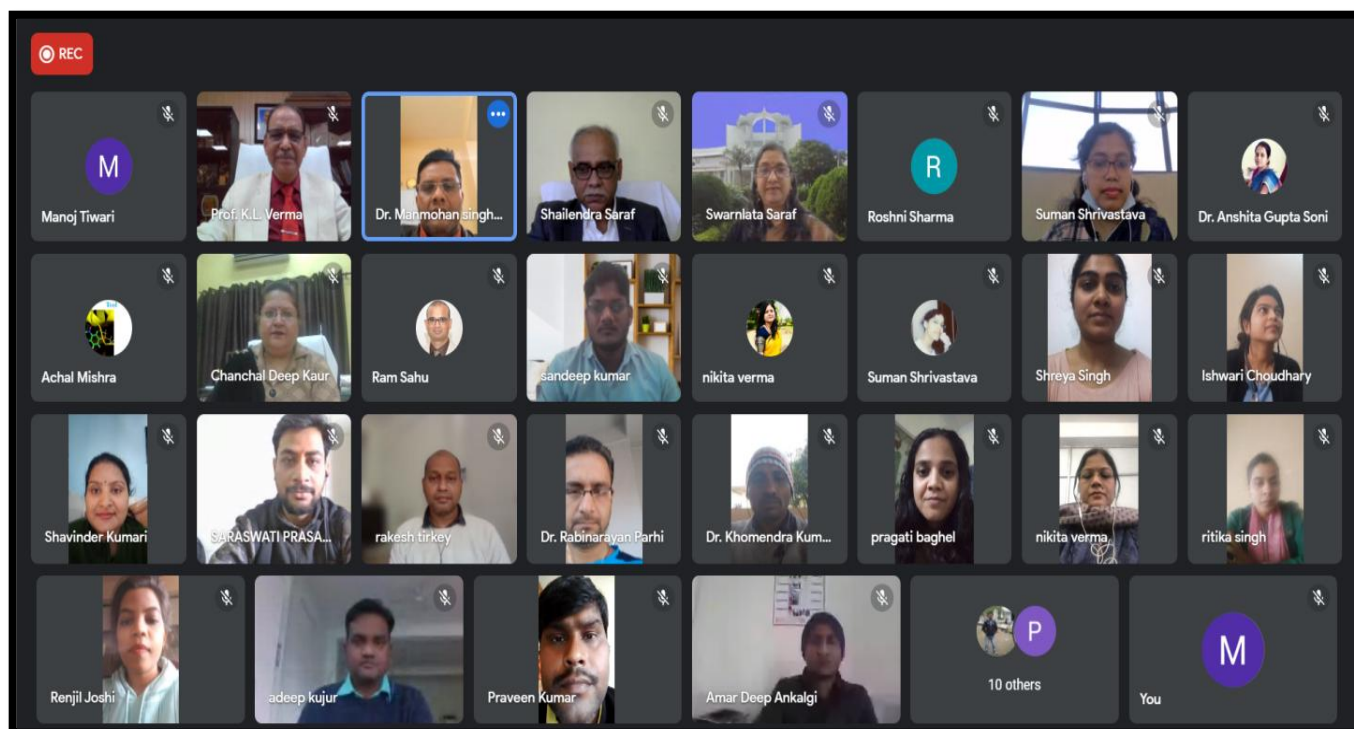 REC
M
Manoj Tiwari
Prof. K.L. Verma
Dr. Manmohan singh...
Shailendra Saraf
Swarnlata Saraf
R
Roshni Sharma
Suman Shrivastava
Dr. Anshita Gupta Soni
Achal Mishra
Chanchal Deep Kaur
Ram Sahu
sandeep kumar
nikita verma
Suman Shrivastava
Shreya Singh
Ishwari Choudhary
Shavinder Kumari
SARASWATI PRASA...
rakesh tirkey
Dr. Rabinarayan Parhi
Dr. Khomendra Kum...
pragati baghel
nikita verma
ritika singh
Renjil Joshi
adeep kujur
Praveen Kumar
Amar Deep Ankalgi
P
10 others
M
You